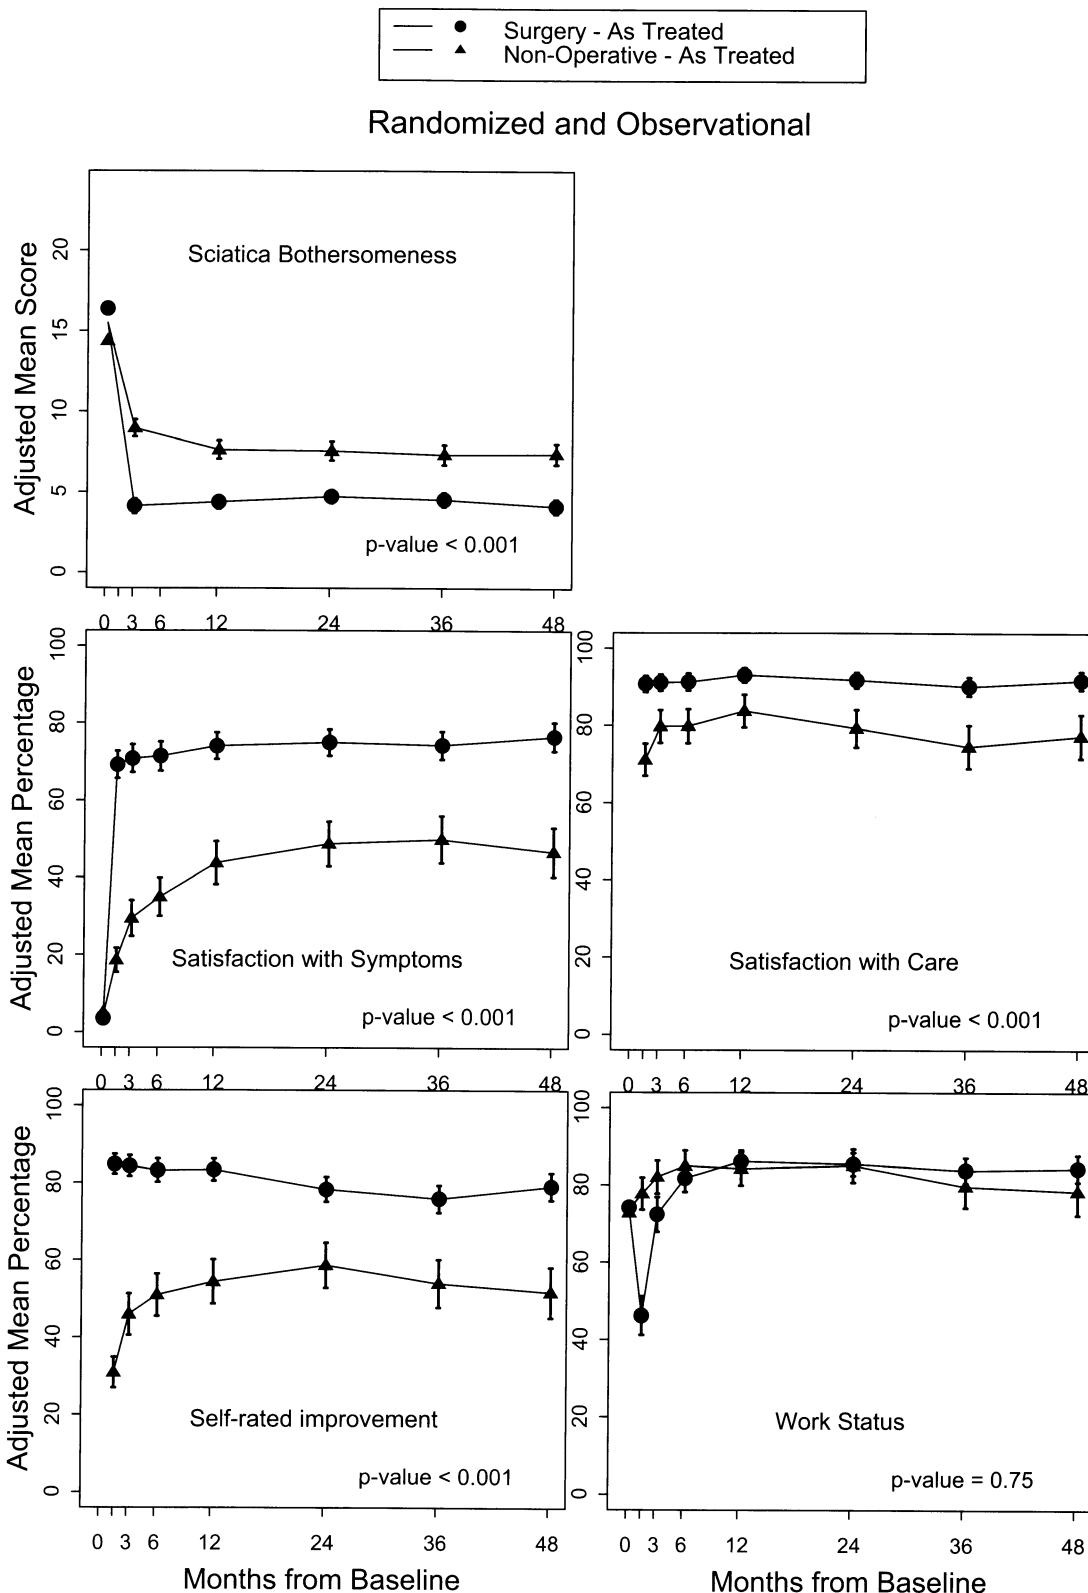 Surgery - As Treated
Non-Operative - As Treated
Randomized and Observational
Adjusted Mean Score
20
15
10
5
0
Sciatica Bothersomeness
p-value < 0.001
0 3 6 12 24 36 48
Adjusted Mean Percentage
100
80
60
40
20
0
Satisfaction with Symptoms
p-value < 0.001
0 3 6 12 24 36 48
100
80
60
40
20
0
Satisfaction with Care
p-value < 0.001
0 3 6 12 24 36 48
Adjusted Mean Percentage
100
80
60
40
20
0
Self-rated improvement
p-value < 0.001
0 3 6 12 24 36 48
Months from Baseline
100
80
60
40
20
0
Work Status
p-value = 0.75
0 3 6 12 24 36 48
Months from Baseline